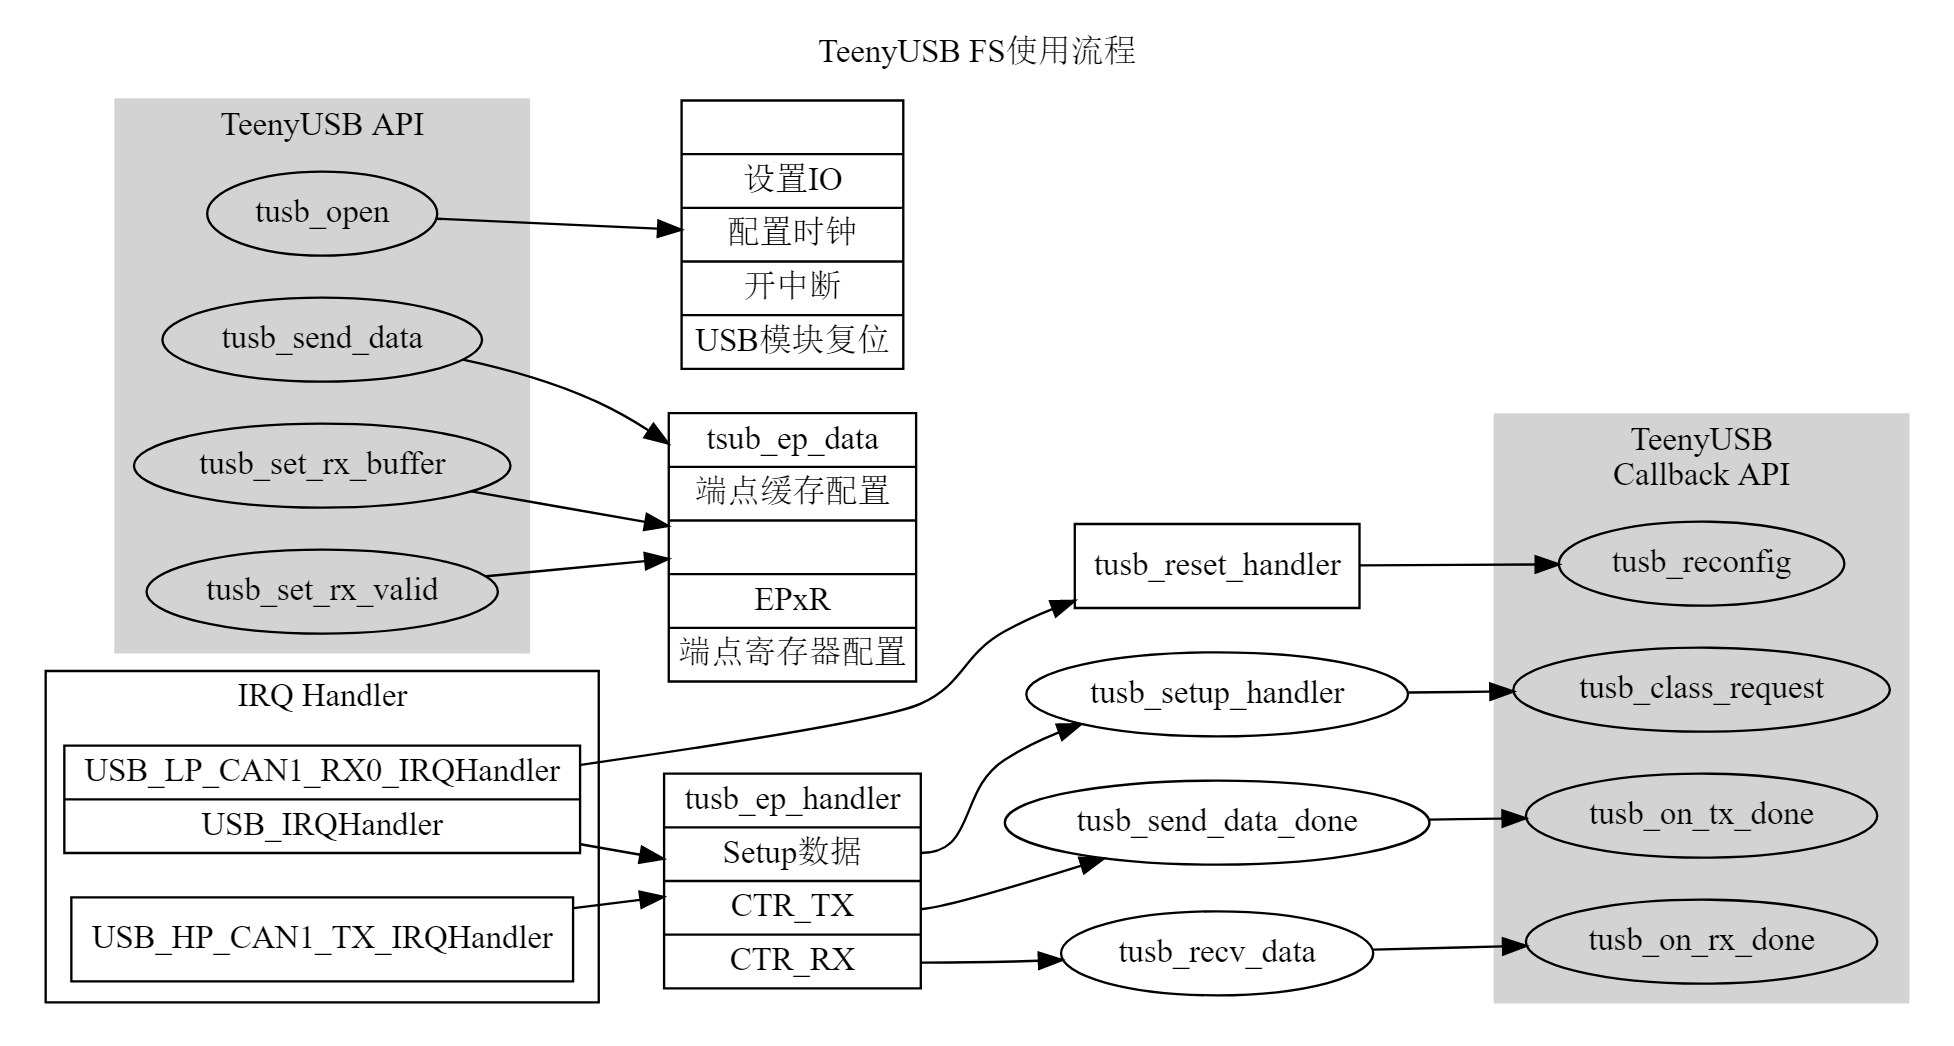 TeenyUSB FS使用流程
TeenyUSB API
tusb_open
tusb_send_data
tusb_set_rx_buffer
tusb_set_rx_valid
设置IO
配置时钟
开中断
USB模块复位
tsub_ep_data
端点缓存配置
EPxR
端点寄存器配置
IRQ Handler
USB_LP_CAN1_RX0_IRQHandler
USB_IRQHandler
USB_HP_CAN1_TX_IRQHandler
tusb_ep_handler
Setup数据
CTR_TX
CTR_RX
tusb_reset_handler
tusb_setup_handler
tusb_send_data_done
tusb_recv_data
TeenyUSB
Callback API
tusb_reconfig
tusb_class_request
tusb_on_tx_done
tusb_on_rx_done